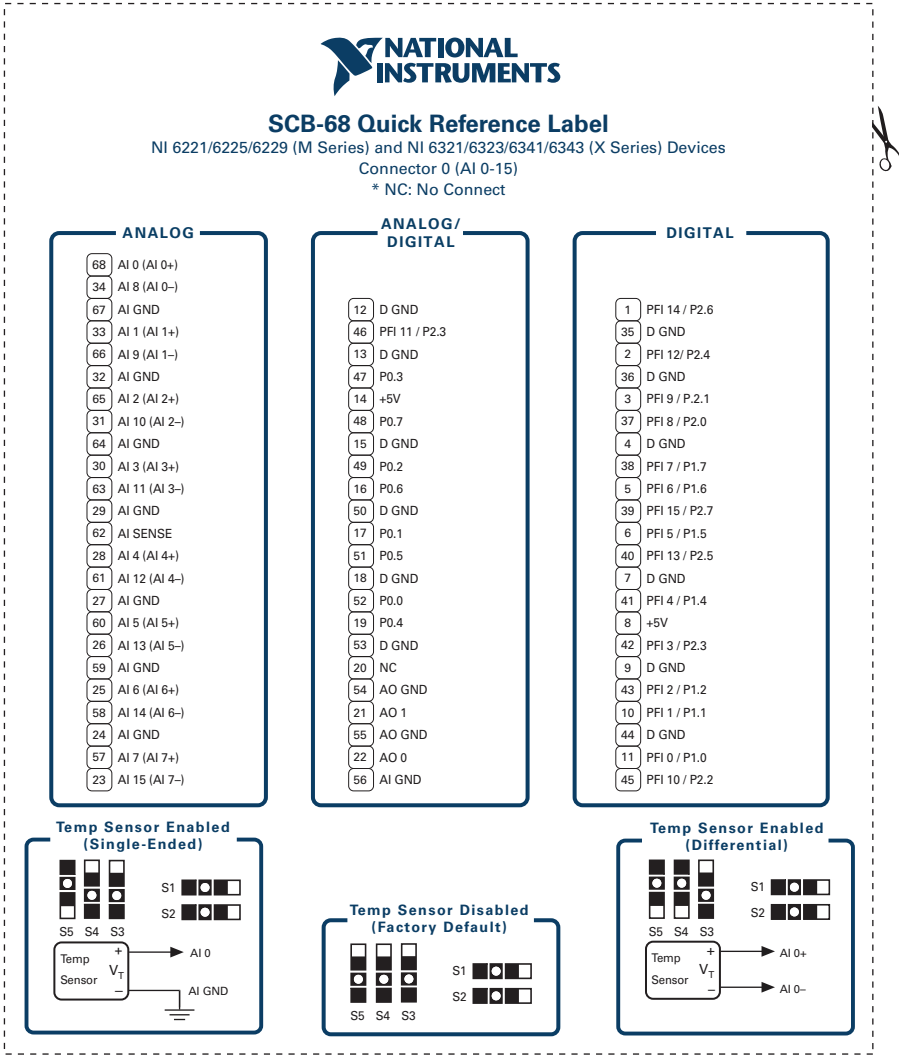 NATIONAL
INSTRUMENTS
SCB-68 Quick Reference Label
NI 6221/6225/6229 (M Series) and NI 6321/6323/6341/6343 (X Series) Devices
Connector 0 (AI 0-15)
* NC: No Connect
ANALOG
68 AI 0 (AI 0+)
34 AI 8 (AI 0–)
67 AI GND
33 AI 1 (AI 1+)
66 AI 9 (AI 1–)
32 AI GND
65 AI 2 (AI 2+)
31 AI 10 (AI 2–)
64 AI GND
30 AI 3 (AI 3+)
63 AI 11 (AI 3–)
29 AI GND
62 AI SENSE
28 AI 4 (AI 4+)
61 AI 12 (AI 4–)
27 AI GND
60 AI 5 (AI 5+)
26 AI 13 (AI 5–)
59 AI GND
25 AI 6 (AI 6+)
58 AI 14 (AI 6–)
24 AI GND
57 AI 7 (AI 7+)
23 AI 15 (AI 7–)
ANALOG/
DIGITAL
12 D GND
46 PFI 11 / P2.3
13 D GND
47 P0.3
14 +5V
48 P0.7
15 D GND
49 P0.2
16 P0.6
50 D GND
17 P0.1
51 P0.5
18 D GND
52 P0.0
19 P0.4
53 D GND
20 NC
54 AO GND
21 AO 1
55 AO GND
22 AO 0
56 AI GND
DIGITAL
1 PFI 14 / P2.6
35 D GND
2 PFI 12/ P2.4
36 D GND
3 PFI 9 / P.2.1
37 PFI 8 / P2.0
4 D GND
38 PFI 7 / P1.7
5 PFI 6 / P1.6
39 PFI 15 / P2.7
6 PFI 5 / P1.5
40 PFI 13 / P2.5
7 D GND
41 PFI 4 / P1.4
8 +5V
42 PFI 3 / P2.3
9 D GND
43 PFI 2 / P1.2
10 PFI 1 / P1.1
44 D GND
11 PFI 0 / P1.0
45 PFI 10 / P2.2
Temp Sensor Enabled
(Single-Ended)
S1
S2
S5 S4 S3
Temp
Sensor
+
VT
–
AI 0
AI GND
Temp Sensor Disabled
(Factory Default)
S1
S2
S5 S4 S3
Temp Sensor Enabled
(Differential)
S1
S2
S5 S4 S3
Temp
Sensor
+
VT
–
AI 0+
AI 0–